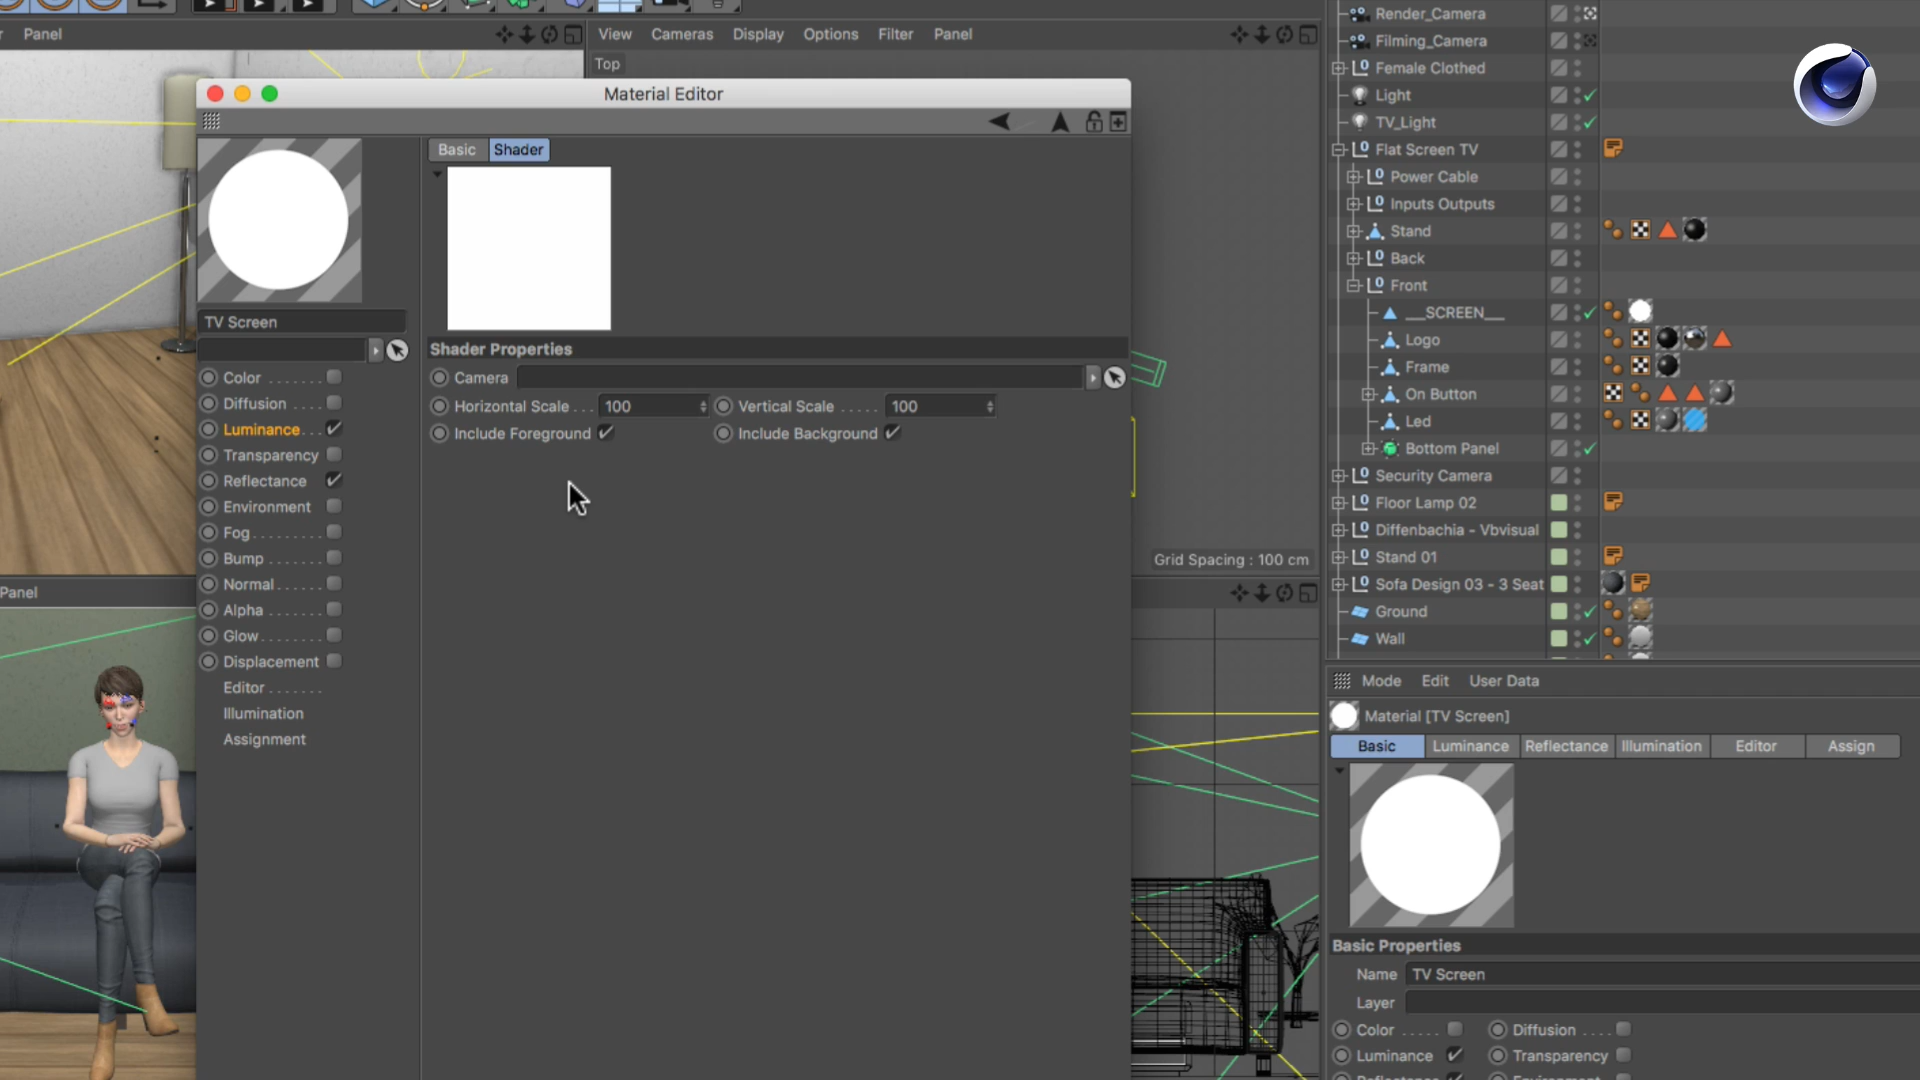 Panel
View Cameras Display Options Filter Panel
Top
Material Editor
Basic Shader
TV Screen
Shader Properties
Camera
Horizontal Scale . . . 100 Vertical Scale . . . . . 100
Include Foreground Include Background
Color . . . . . . .
Diffusion . . . .
Luminance . . .
Transparency
Reflectance
Environment
Fog . . . . . . . . .
Bump . . . . . . .
Normal . . . . . .
Alpha . . . . . . .
Glow . . . . . . . .
Displacement
Editor . . . . . . .
Illumination
Assignment
Grid Spacing : 100 cm
Panel
Render_Camera
Filming_Camera
Female Clothed
Light
TV_Light
Flat Screen TV
Power Cable
Inputs Outputs
Stand
Back
Front
__SCREEN__
Logo
Frame
On Button
Led
Bottom Panel
Security Camera
Floor Lamp 02
Diffenbachia - Vbvisual
Stand 01
Sofa Design 03 - 3 Seat
Ground
Wall
Mode Edit User Data
Material [TV Screen]
Basic Luminance Reflectance Illumination Editor Assign
Basic Properties
Name TV Screen
Layer
Color . . . . . Diffusion . . . .
Luminance Transparency